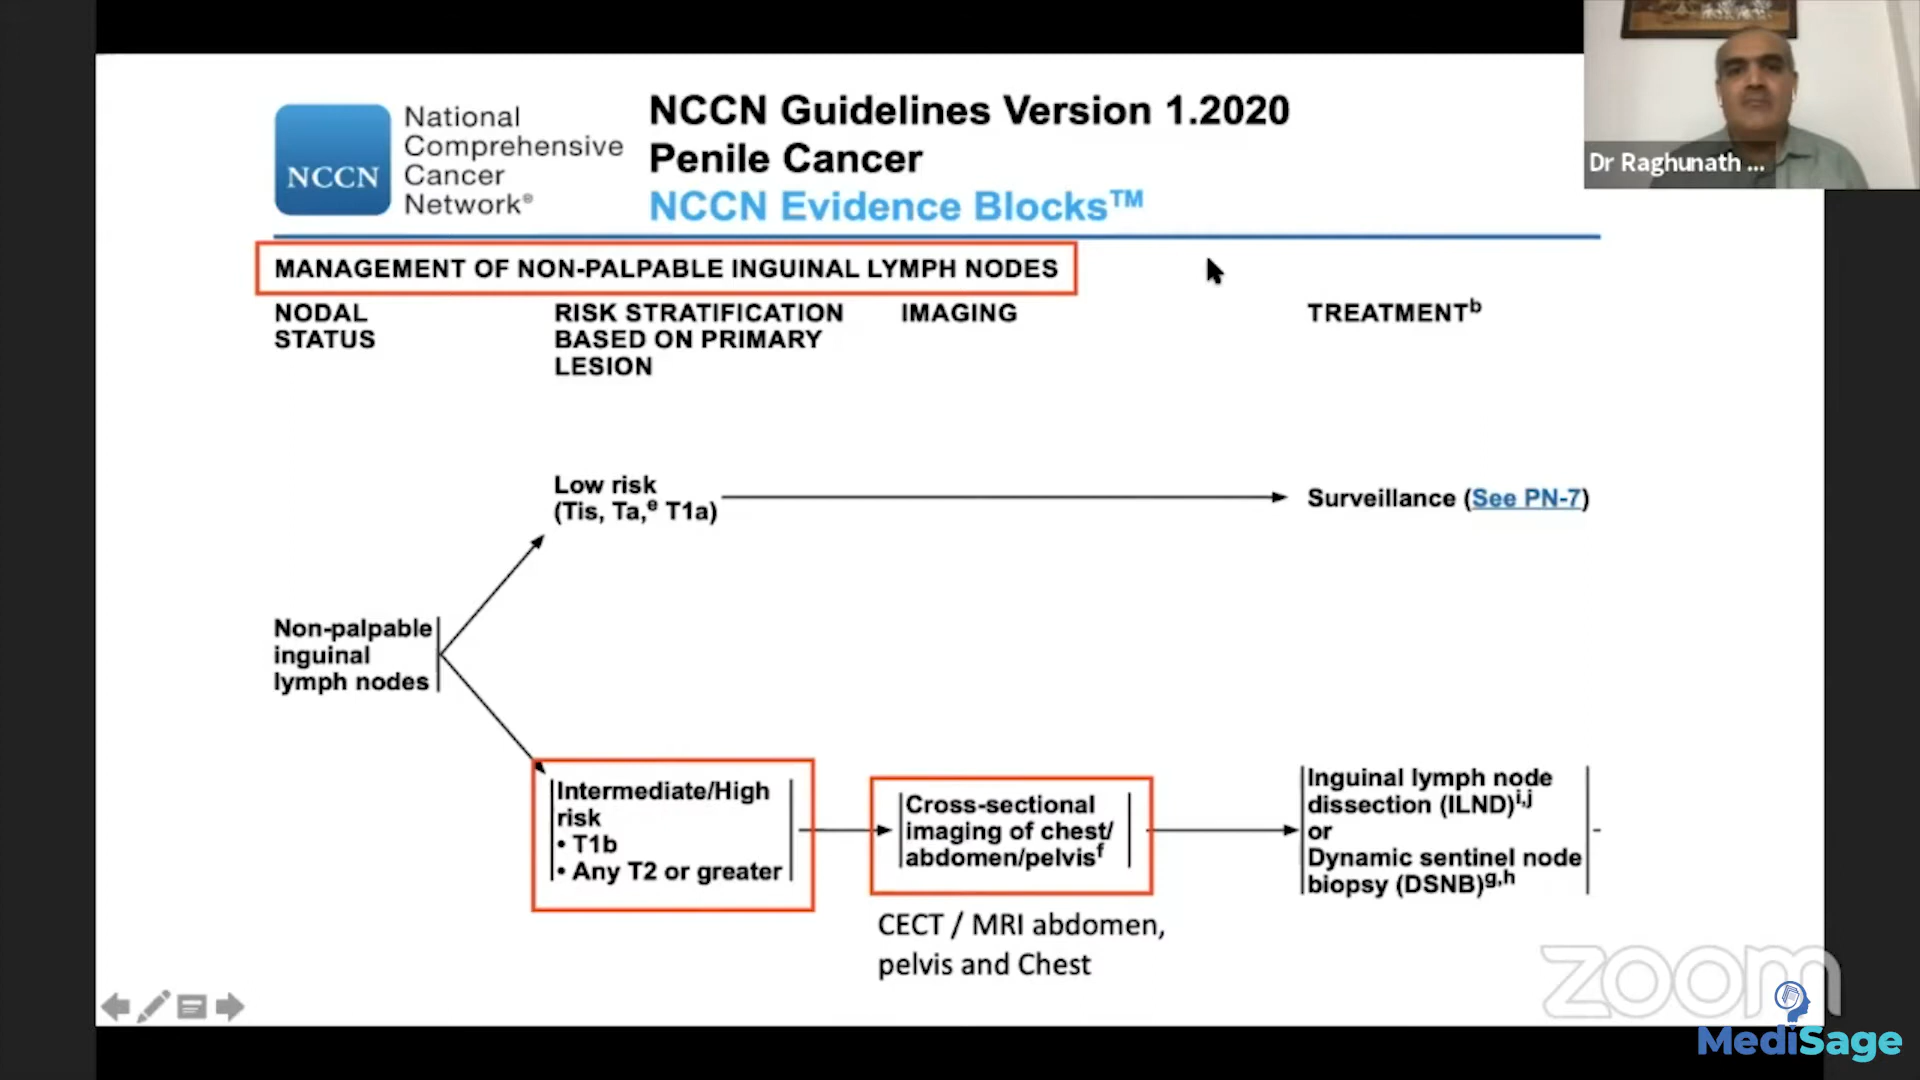 National
Comprehensive
Cancer
Network®
NCCN
NCCN Guidelines Version 1.2020
Penile Cancer
NCCN Evidence Blocks™
Dr Raghunath ...
MANAGEMENT OF NON-PALPABLE INGUINAL LYMPH NODES
NODAL
STATUS
RISK STRATIFICATION
BASED ON PRIMARY
LESION
IMAGING
TREATMENTᵇ
Low risk
(Tis, Ta,ᵉ T1a)
Surveillance (See PN-7)
Non-palpable
inguinal
lymph nodes
Intermediate/High
risk
• T1b
• Any T2 or greater
Cross-sectional
imaging of chest/
abdomen/pelvisᶠ
CECT / MRI abdomen,
pelvis and Chest
Inguinal lymph node
dissection (ILND)ⁱ,ʲ
or
Dynamic sentinel node
biopsy (DSNB)ᵍ,ʰ
zoom
MediSage